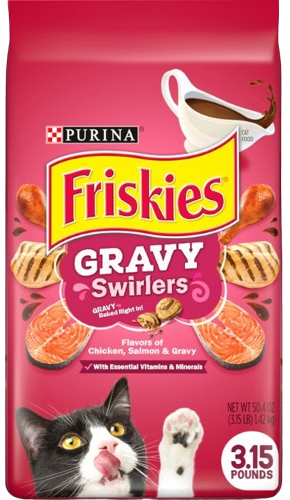 PURINA
CAT
FOOD
Friskies
GRAVY
Swirlers
GRAVY
Baked Right In!
Flavors of
Chicken, Salmon & Gravy
✓ With Essential Vitamins & Minerals
NET WT 50.4 OZ
(3.15 LB) 1.42 kg
3.15
POUNDS